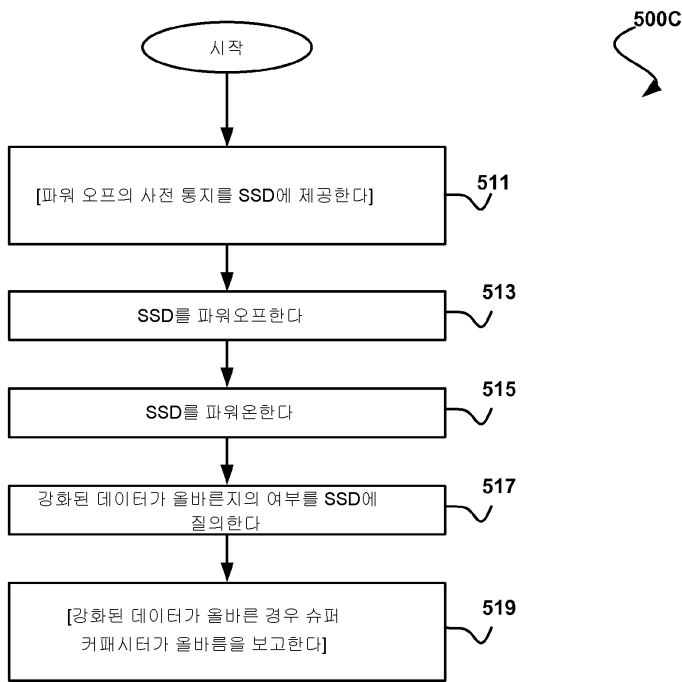 500C
시작
[파워 오프의 사전 통지를 SSD에 제공한다]
511
SSD를 파워오프한다
513
SSD를 파워온한다
515
강화된 데이터가 올바른지의 여부를 SSD에
질의한다
517
[강화된 데이터가 올바른 경우 슈퍼
커패시터가 올바름을 보고한다]
519